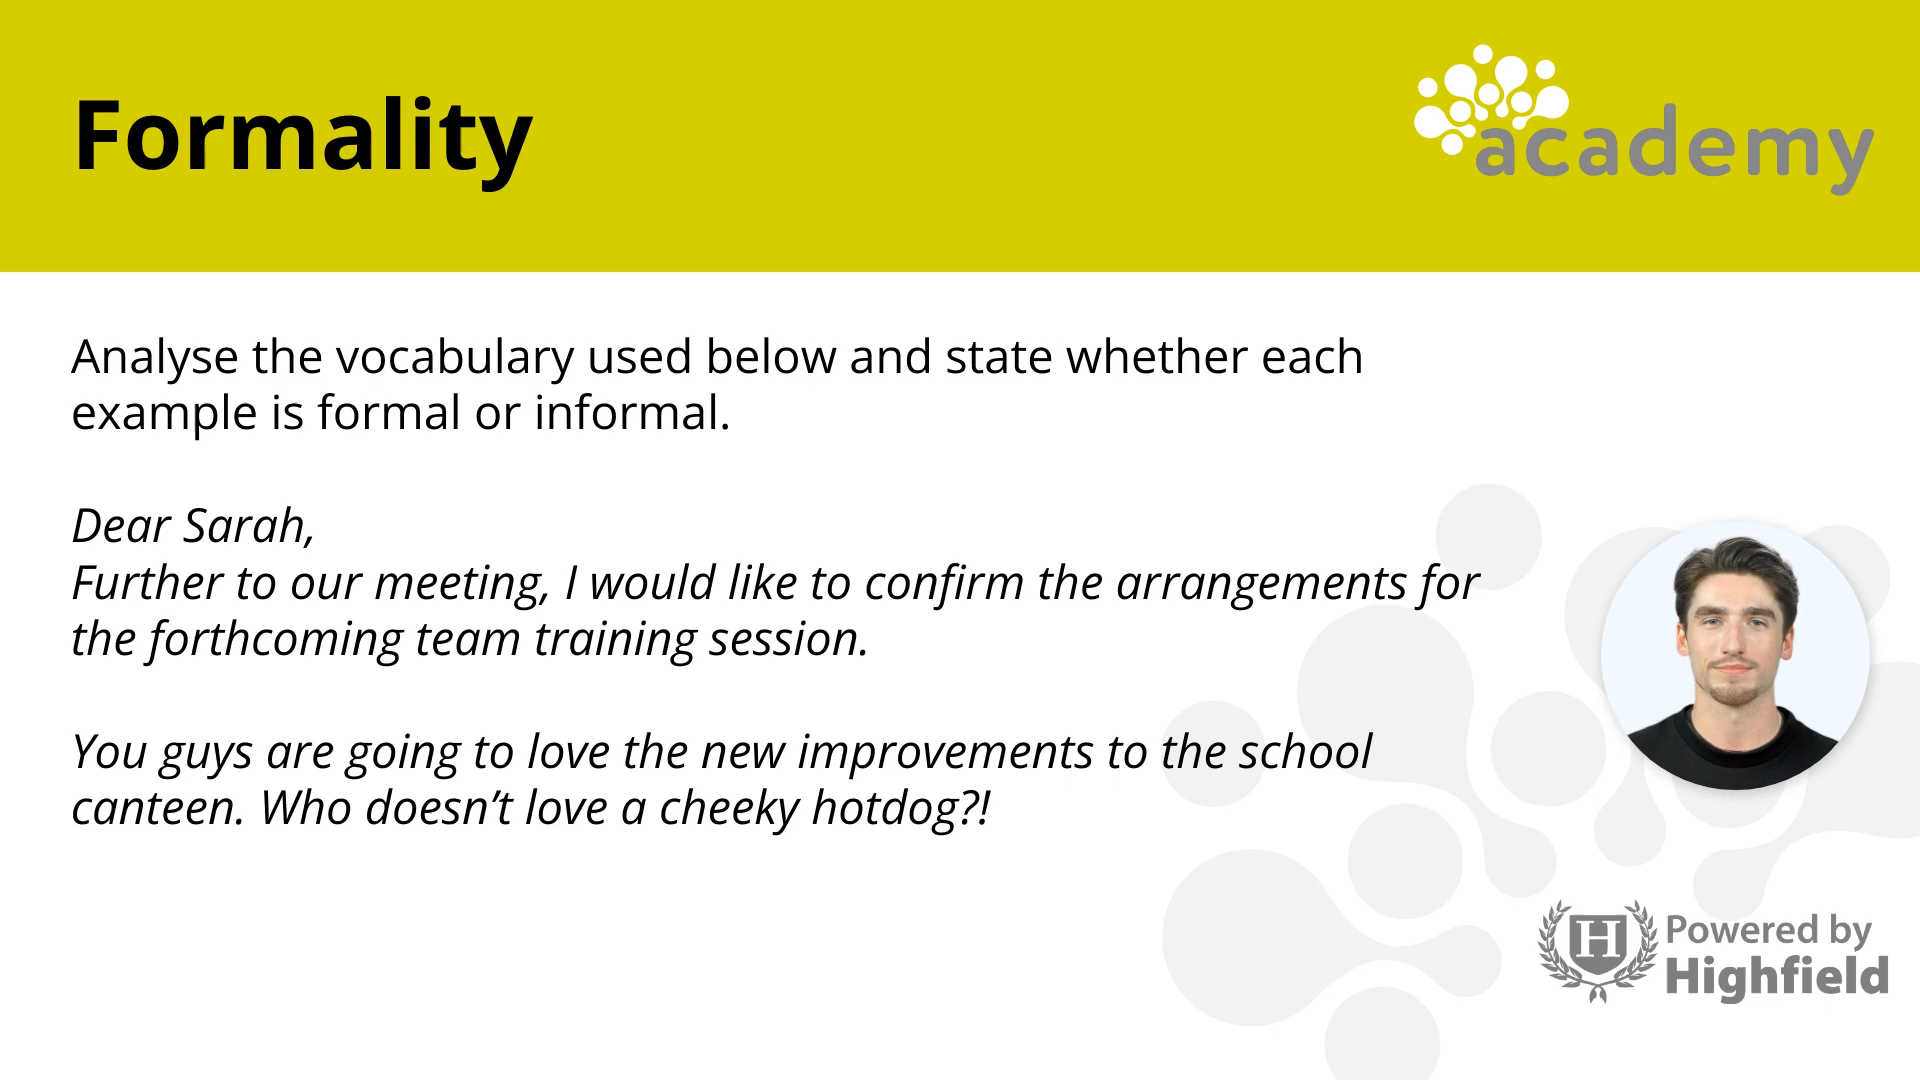 Formality
academy
Analyse the vocabulary used below and state whether each
example is formal or informal.
Dear Sarah,
Further to our meeting, I would like to confirm the arrangements for
the forthcoming team training session.
You guys are going to love the new improvements to the school
canteen. Who doesn’t love a cheeky hotdog?!
H
Powered by
Highfield